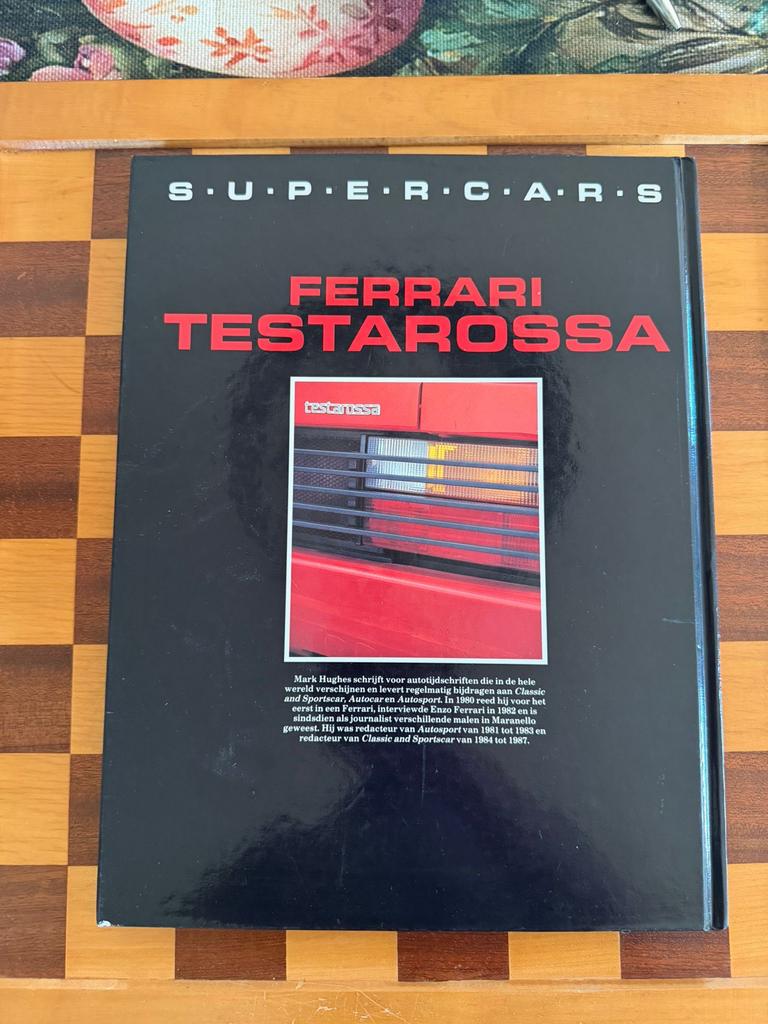 S·U·P·E·R·C·A·R·S
FERRARI
TESTAROSSA
testarossa
Mark Hughes schrijft voor autotijdschriften die in de hele
wereld verschijnen en levert regelmatig bijdragen aan Classic
and Sportscar, Autocar en Autosport. In 1980 reed hij voor het
eerst in een Ferrari, interviewde Enzo Ferrari in 1982 en is
sindsdien als journalist verschillende malen in Maranello
geweest. Hij was redacteur van Autosport van 1981 tot 1983 en
redacteur van Classic and Sportscar van 1984 tot 1987.